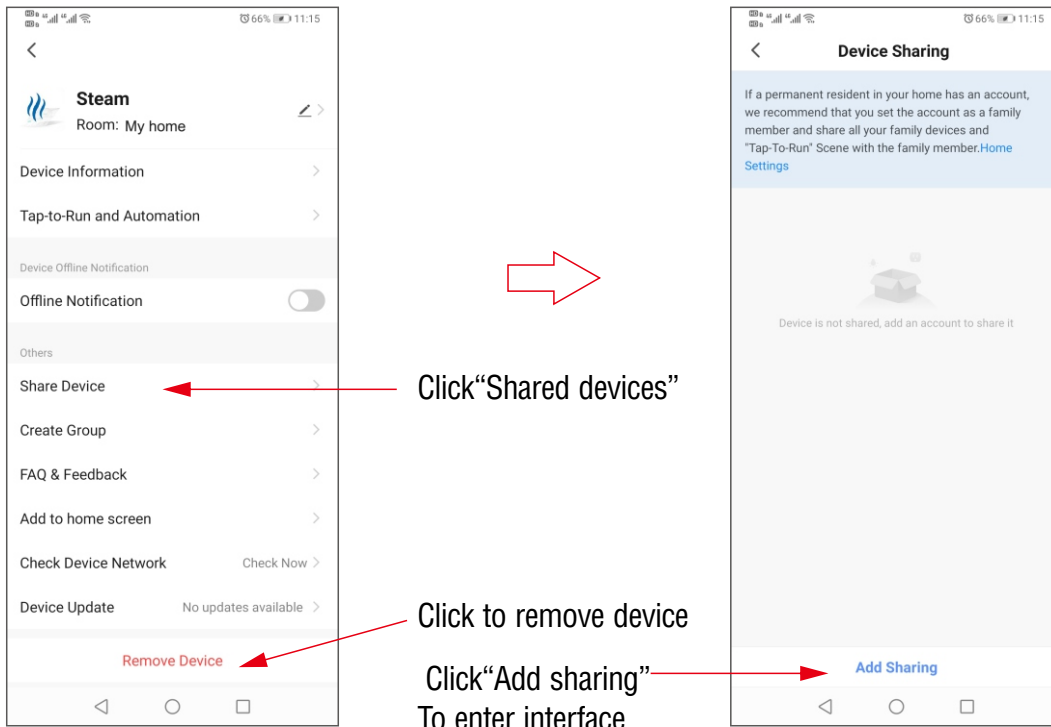 66% 11:15
Steam
Room: My home
Device Information
Tap-to-Run and Automation
Device Offline Notification
Offline Notification
Others
Share Device
Create Group
FAQ & Feedback
Add to home screen
Check Device Network Check Now
Device Update No updates available
Remove Device
Click“Shared devices”
Click to remove device
Click“Add sharing”
To enter interface
66% 11:15
Device Sharing
If a permanent resident in your home has an account,
we recommend that you set the account as a family
member and share all your family devices and
"Tap-To-Run" Scene with the family member.Home
Settings
Device is not shared, add an account to share it
Add Sharing